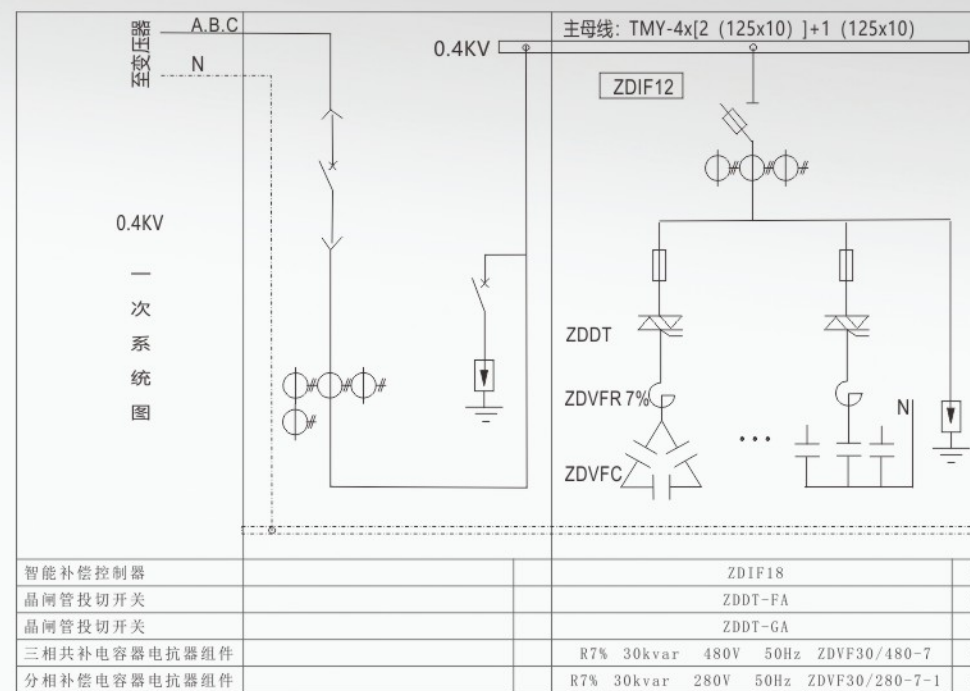 至变压器
A.B.C
N
0.4KV
一次系统图
0.4KV
主母线：TMY-4x[2 (125x10) ]+1 (125x10)
ZDIF12
ZDDT
ZDVFR 7%
ZDVFC
N
智能补偿控制器 ZDIF18
晶闸管投切开关 ZDDT-FA
晶闸管投切开关 ZDDT-GA
三相共补电容器电抗器组件 R7% 30kvar 480V 50Hz ZDVF30/480-7
分相补偿电容器电抗器组件 R7% 30kvar 280V 50Hz ZDVF30/280-7-1